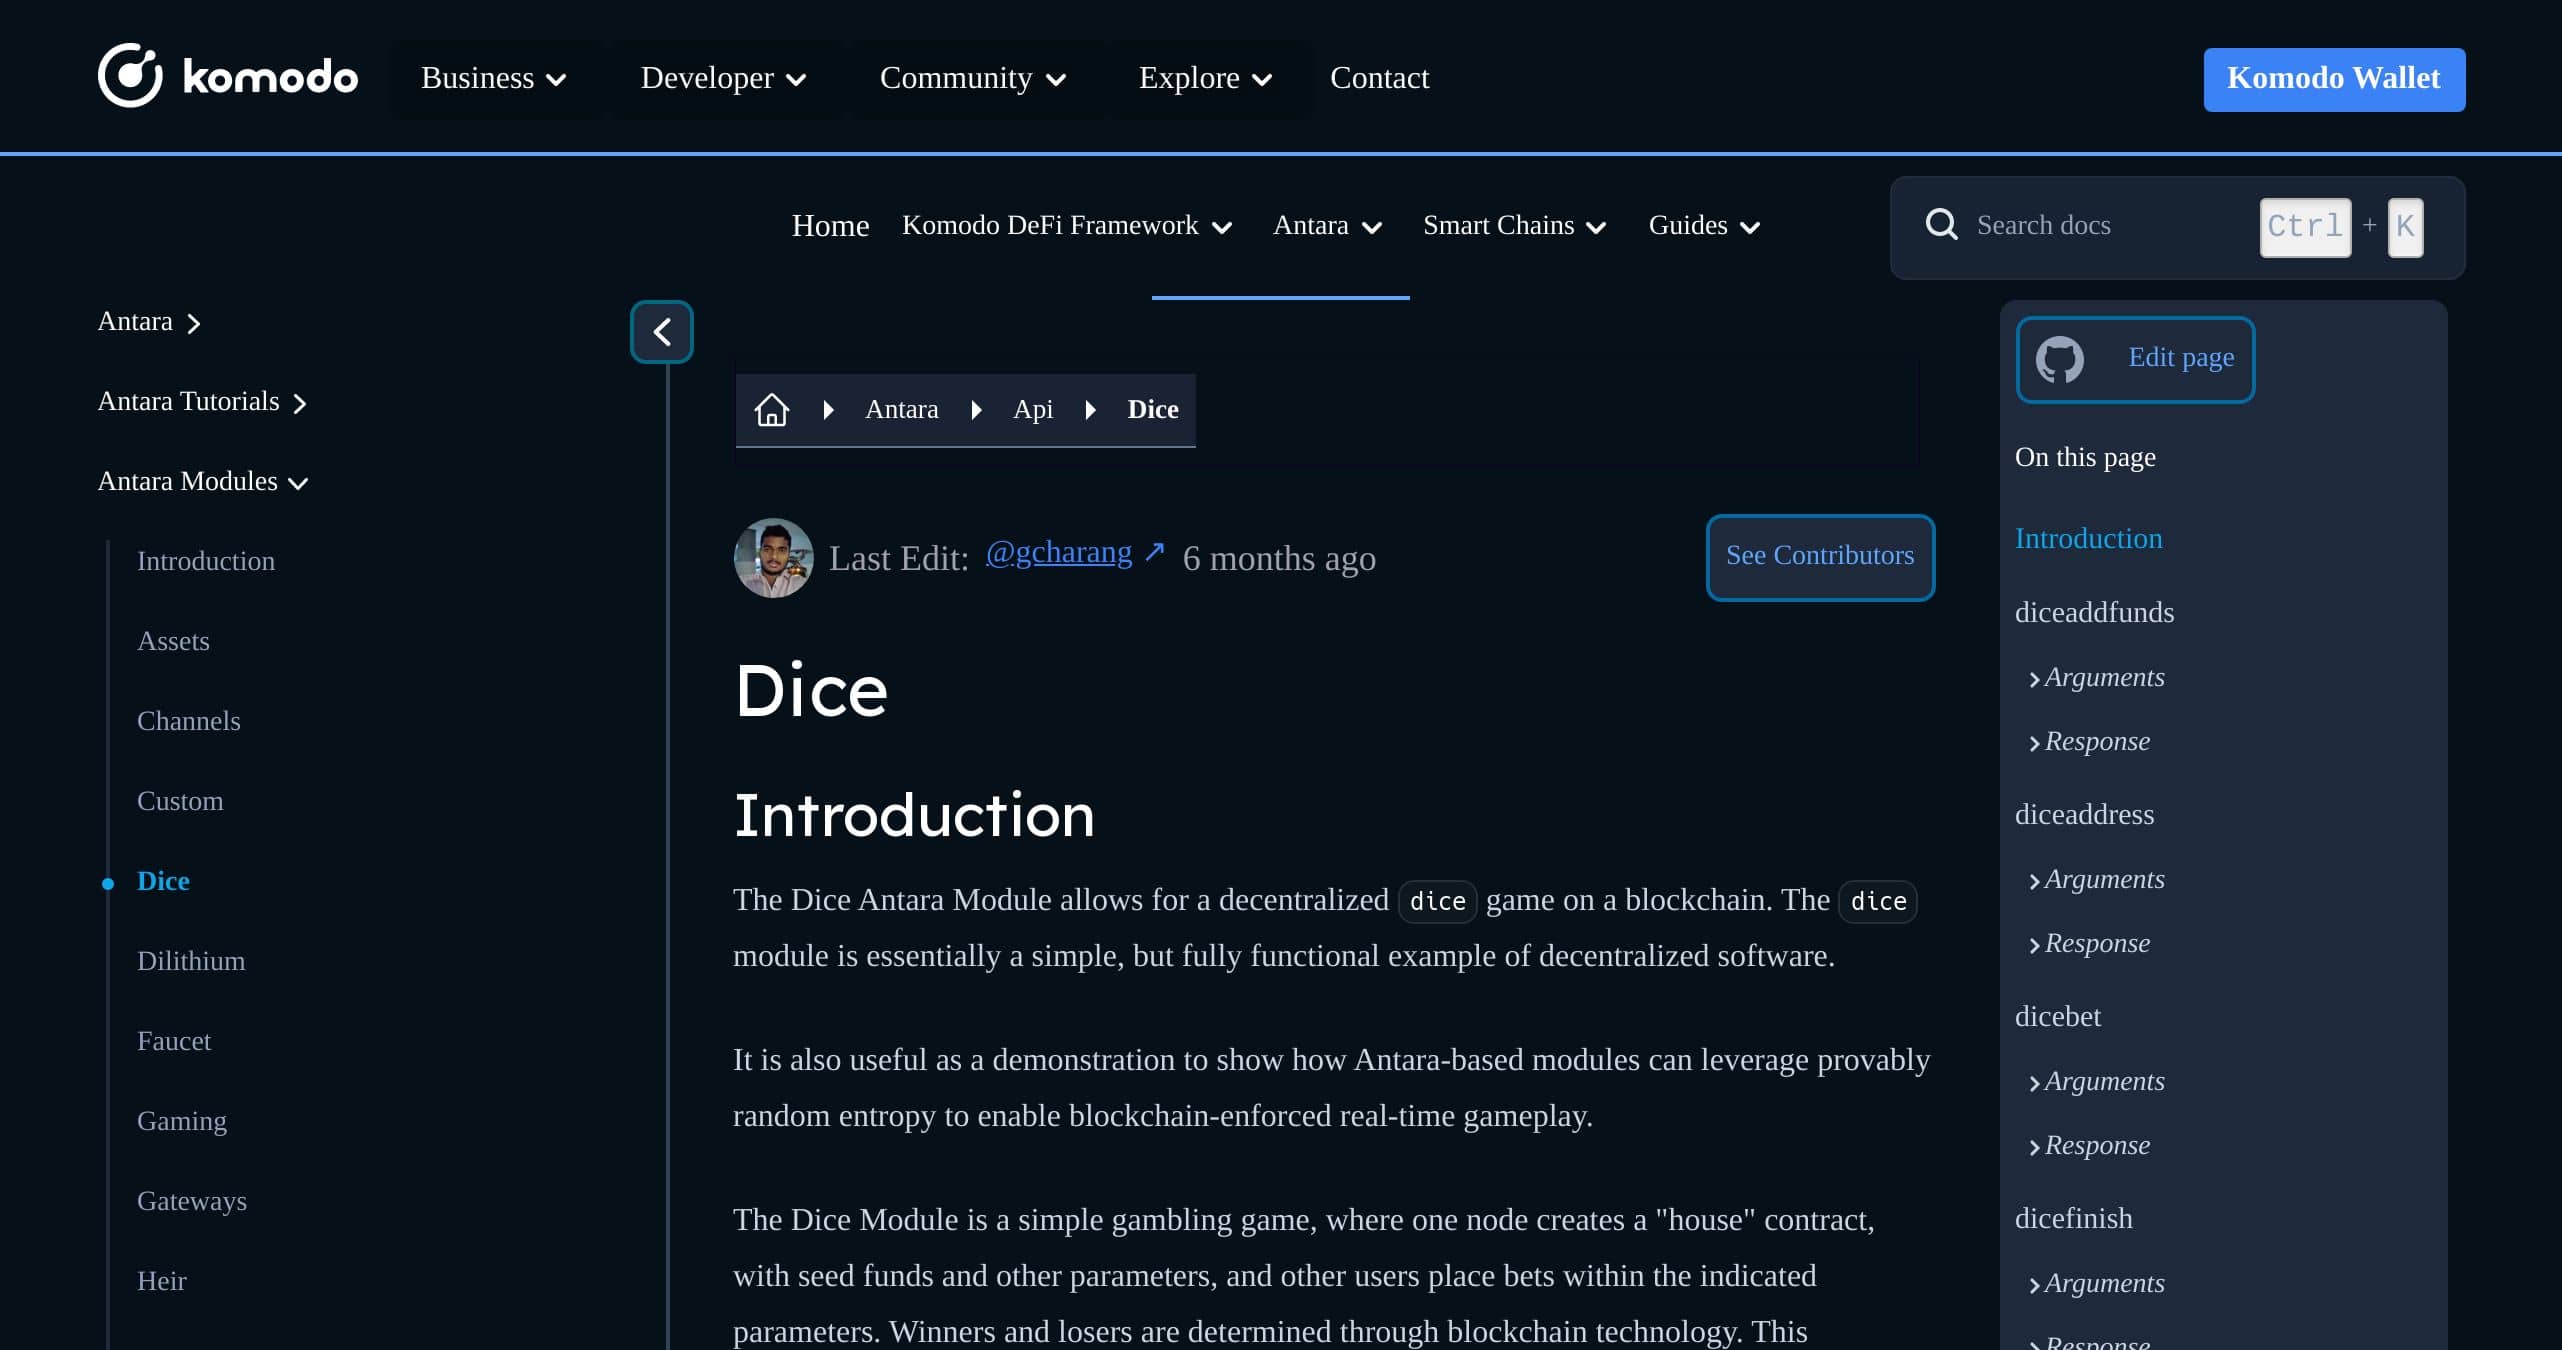 komodo
Business
Developer
Community
Explore
Contact
Komodo Wallet
Home
Komodo DeFi Framework
Antara
Smart Chains
Guides
Search docs
Ctrl + K
Antara
Antara Tutorials
Antara Modules
Introduction
Assets
Channels
Custom
Dice
Dilithium
Faucet
Gaming
Gateways
Heir
Antara
Api
Dice
Last Edit: @gcharang ↗ 6 months ago
See Contributors
Dice
Introduction
The Dice Antara Module allows for a decentralized dice game on a blockchain. The dice
module is essentially a simple, but fully functional example of decentralized software.
It is also useful as a demonstration to show how Antara-based modules can leverage provably
random entropy to enable blockchain-enforced real-time gameplay.
The Dice Module is a simple gambling game, where one node creates a "house" contract,
with seed funds and other parameters, and other users place bets within the indicated
parameters. Winners and losers are determined through blockchain technology. This
Edit page
On this page
Introduction
diceaddfunds
Arguments
Response
diceaddress
Arguments
Response
dicebet
Arguments
Response
dicefinish
Arguments
Response